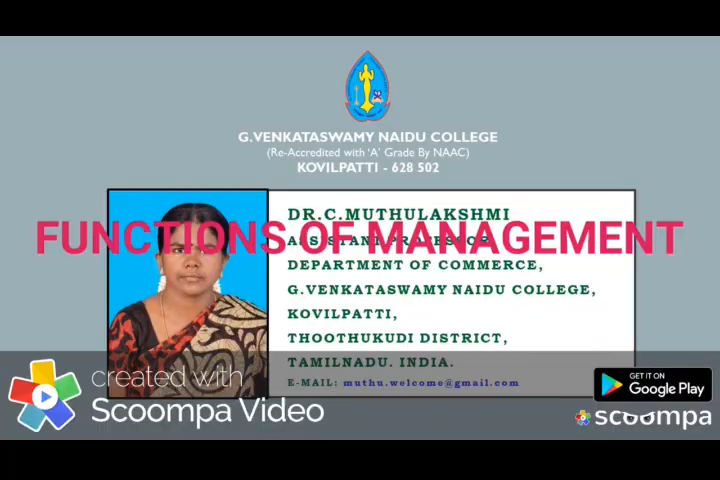 G.VENKATASWAMY NAIDU COLLEGE
(Re-Accredited with 'A' Grade By NAAC)
KOVILPATTI - 628 502
DR.C.MUTHULAKSHMI
FUNCTIONS OF MANAGEMENT
ASSISTANT PROFESSOR,
DEPARTMENT OF COMMERCE,
G.VENKATASWAMY NAIDU COLLEGE,
KOVILPATTI,
THOOTHUKUDI DISTRICT,
TAMILNADU. INDIA.
E-MAIL: muthu.welcome@gmail.com
created with
Scoompa Video
GET IT ON
Google Play
scoompa